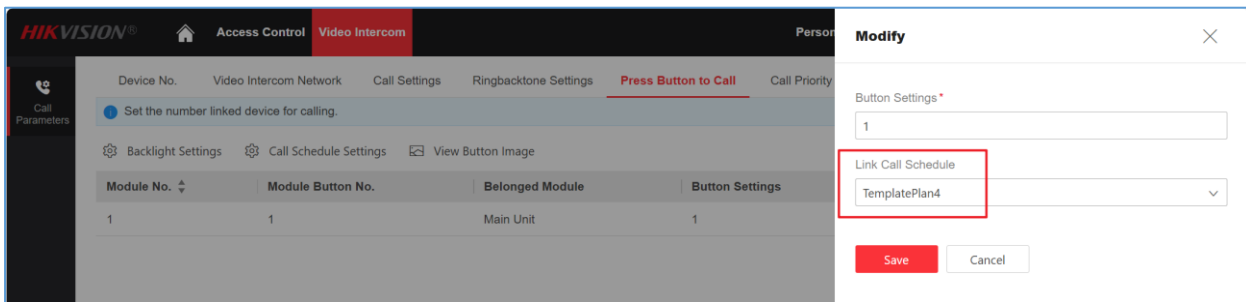 HIKVISION® Access Control Video Intercom Person
Modify
Call Parameters
Device No. Video Intercom Network Call Settings Ringbacktone Settings Press Button to Call Call Priority
Set the number linked device for calling.
Backlight Settings Call Schedule Settings View Button Image
Module No. Module Button No. Belonged Module Button Settings
1 1 Main Unit 1
Button Settings*
1
Link Call Schedule
TemplatePlan4
Save Cancel